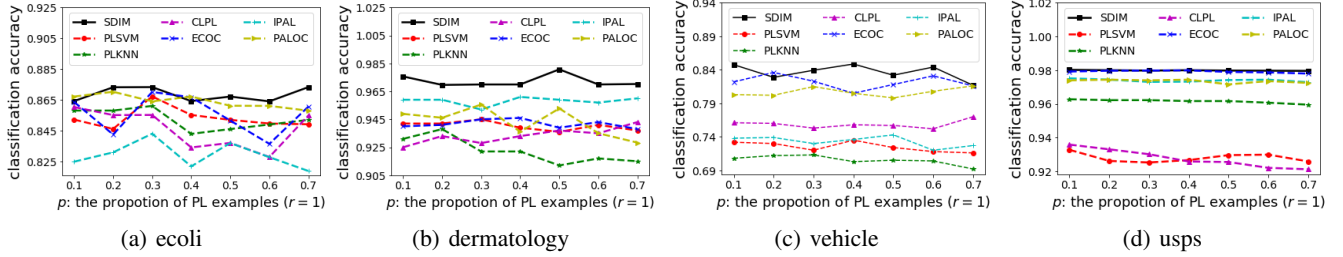 classification accuracy
0.925
0.905
0.885
0.865
0.845
0.825
SDIM CLPL IPAL
PLSVM ECOC PALOC
PLKNN
0.1 0.2 0.3 0.4 0.5 0.6 0.7
p: the propotion of PL examples (r = 1)
(a) ecoli
classification accuracy
1.025
1.005
0.985
0.965
0.945
0.925
0.905
SDIM CLPL IPAL
PLSVM ECOC PALOC
PLKNN
0.1 0.2 0.3 0.4 0.5 0.6 0.7
p: the propotion of PL examples (r = 1)
(b) dermatology
classification accuracy
0.94
0.89
0.84
0.79
0.74
0.69
SDIM CLPL IPAL
PLSVM ECOC PALOC
PLKNN
0.1 0.2 0.3 0.4 0.5 0.6 0.7
p: the propotion of PL examples (r = 1)
(c) vehicle
classification accuracy
1.02
1.00
0.98
0.96
0.94
0.92
SDIM CLPL IPAL
PLSVM ECOC PALOC
PLKNN
0.1 0.2 0.3 0.4 0.5 0.6 0.7
p: the propotion of PL examples (r = 1)
(d) usps